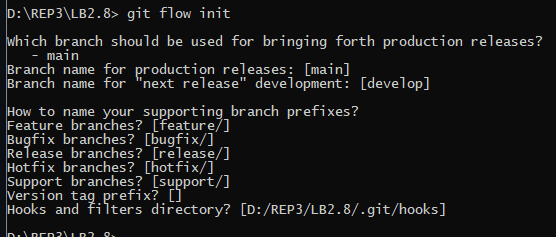 D:\REP3\LB2.8> git flow init
Which branch should be used for bringing forth production releases?
- main
Branch name for production releases: [main]
Branch name for "next release" development: [develop]
How to name your supporting branch prefixes?
Feature branches? [feature/]
Bugfix branches? [bugfix/]
Release branches? [release/]
Hotfix branches? [hotfix/]
Support branches? [support/]
Version tag prefix? []
Hooks and filters directory? [D:/REP3/LB2.8/.git/hooks]
D:\REP3\LB2.8>